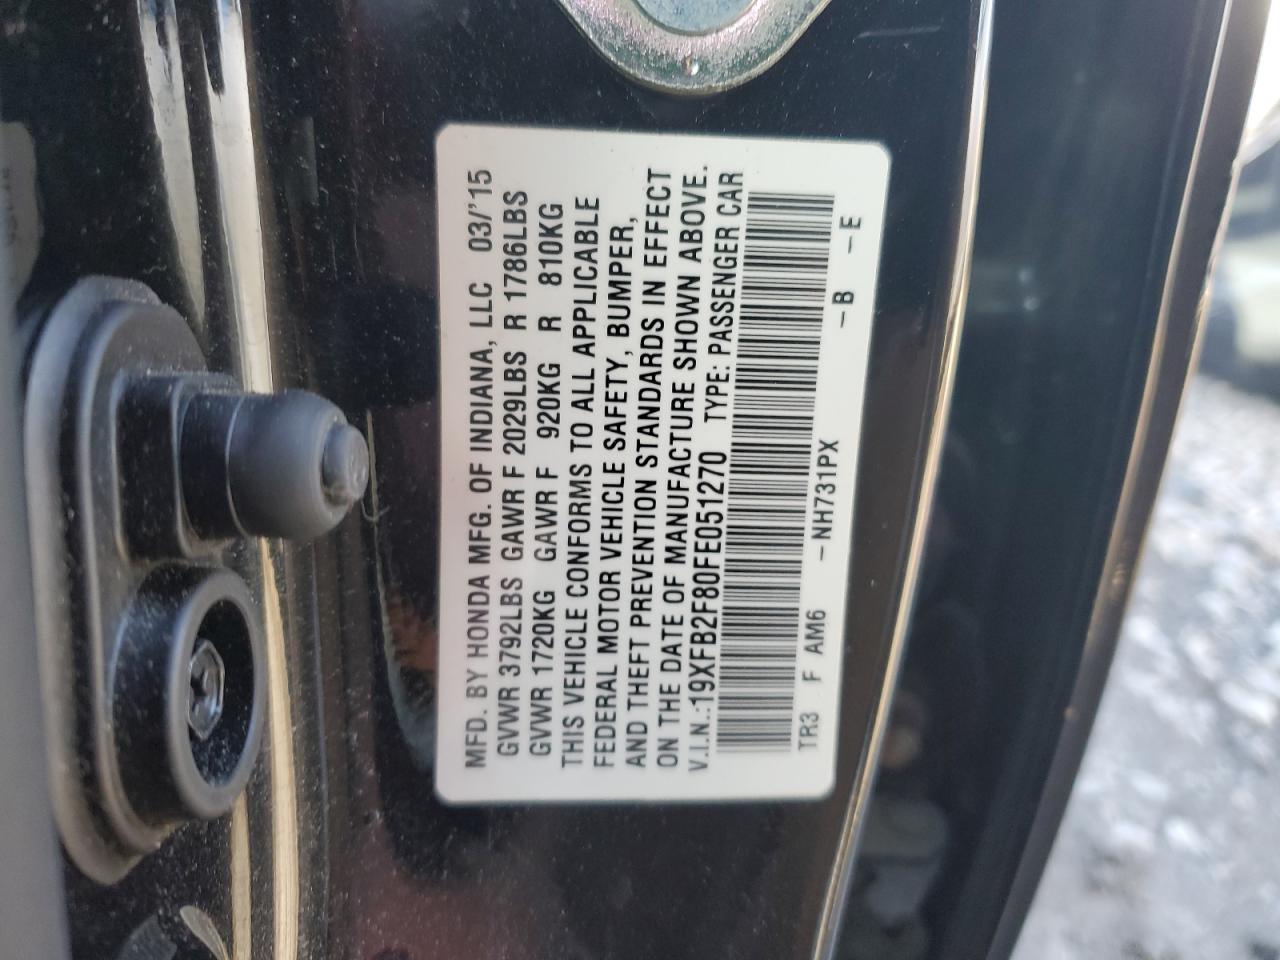 MFD. BY HONDA MFG. OF INDIANA, LLC 03/'15
GVWR 3792LBS GAWR F 2029LBS R 1786LBS
GVWR 1720KG GAWR F 920KG R 810KG
THIS VEHICLE CONFORMS TO ALL APPLICABLE
FEDERAL MOTOR VEHICLE SAFETY, BUMPER,
AND THEFT PREVENTION STANDARDS IN EFFECT
ON THE DATE OF MANUFACTURE SHOWN ABOVE.
V.I.N.:19XFB2F80FE051270 TYPE: PASSENGER CAR
TR3 F AM6 -NH731PX -B -E